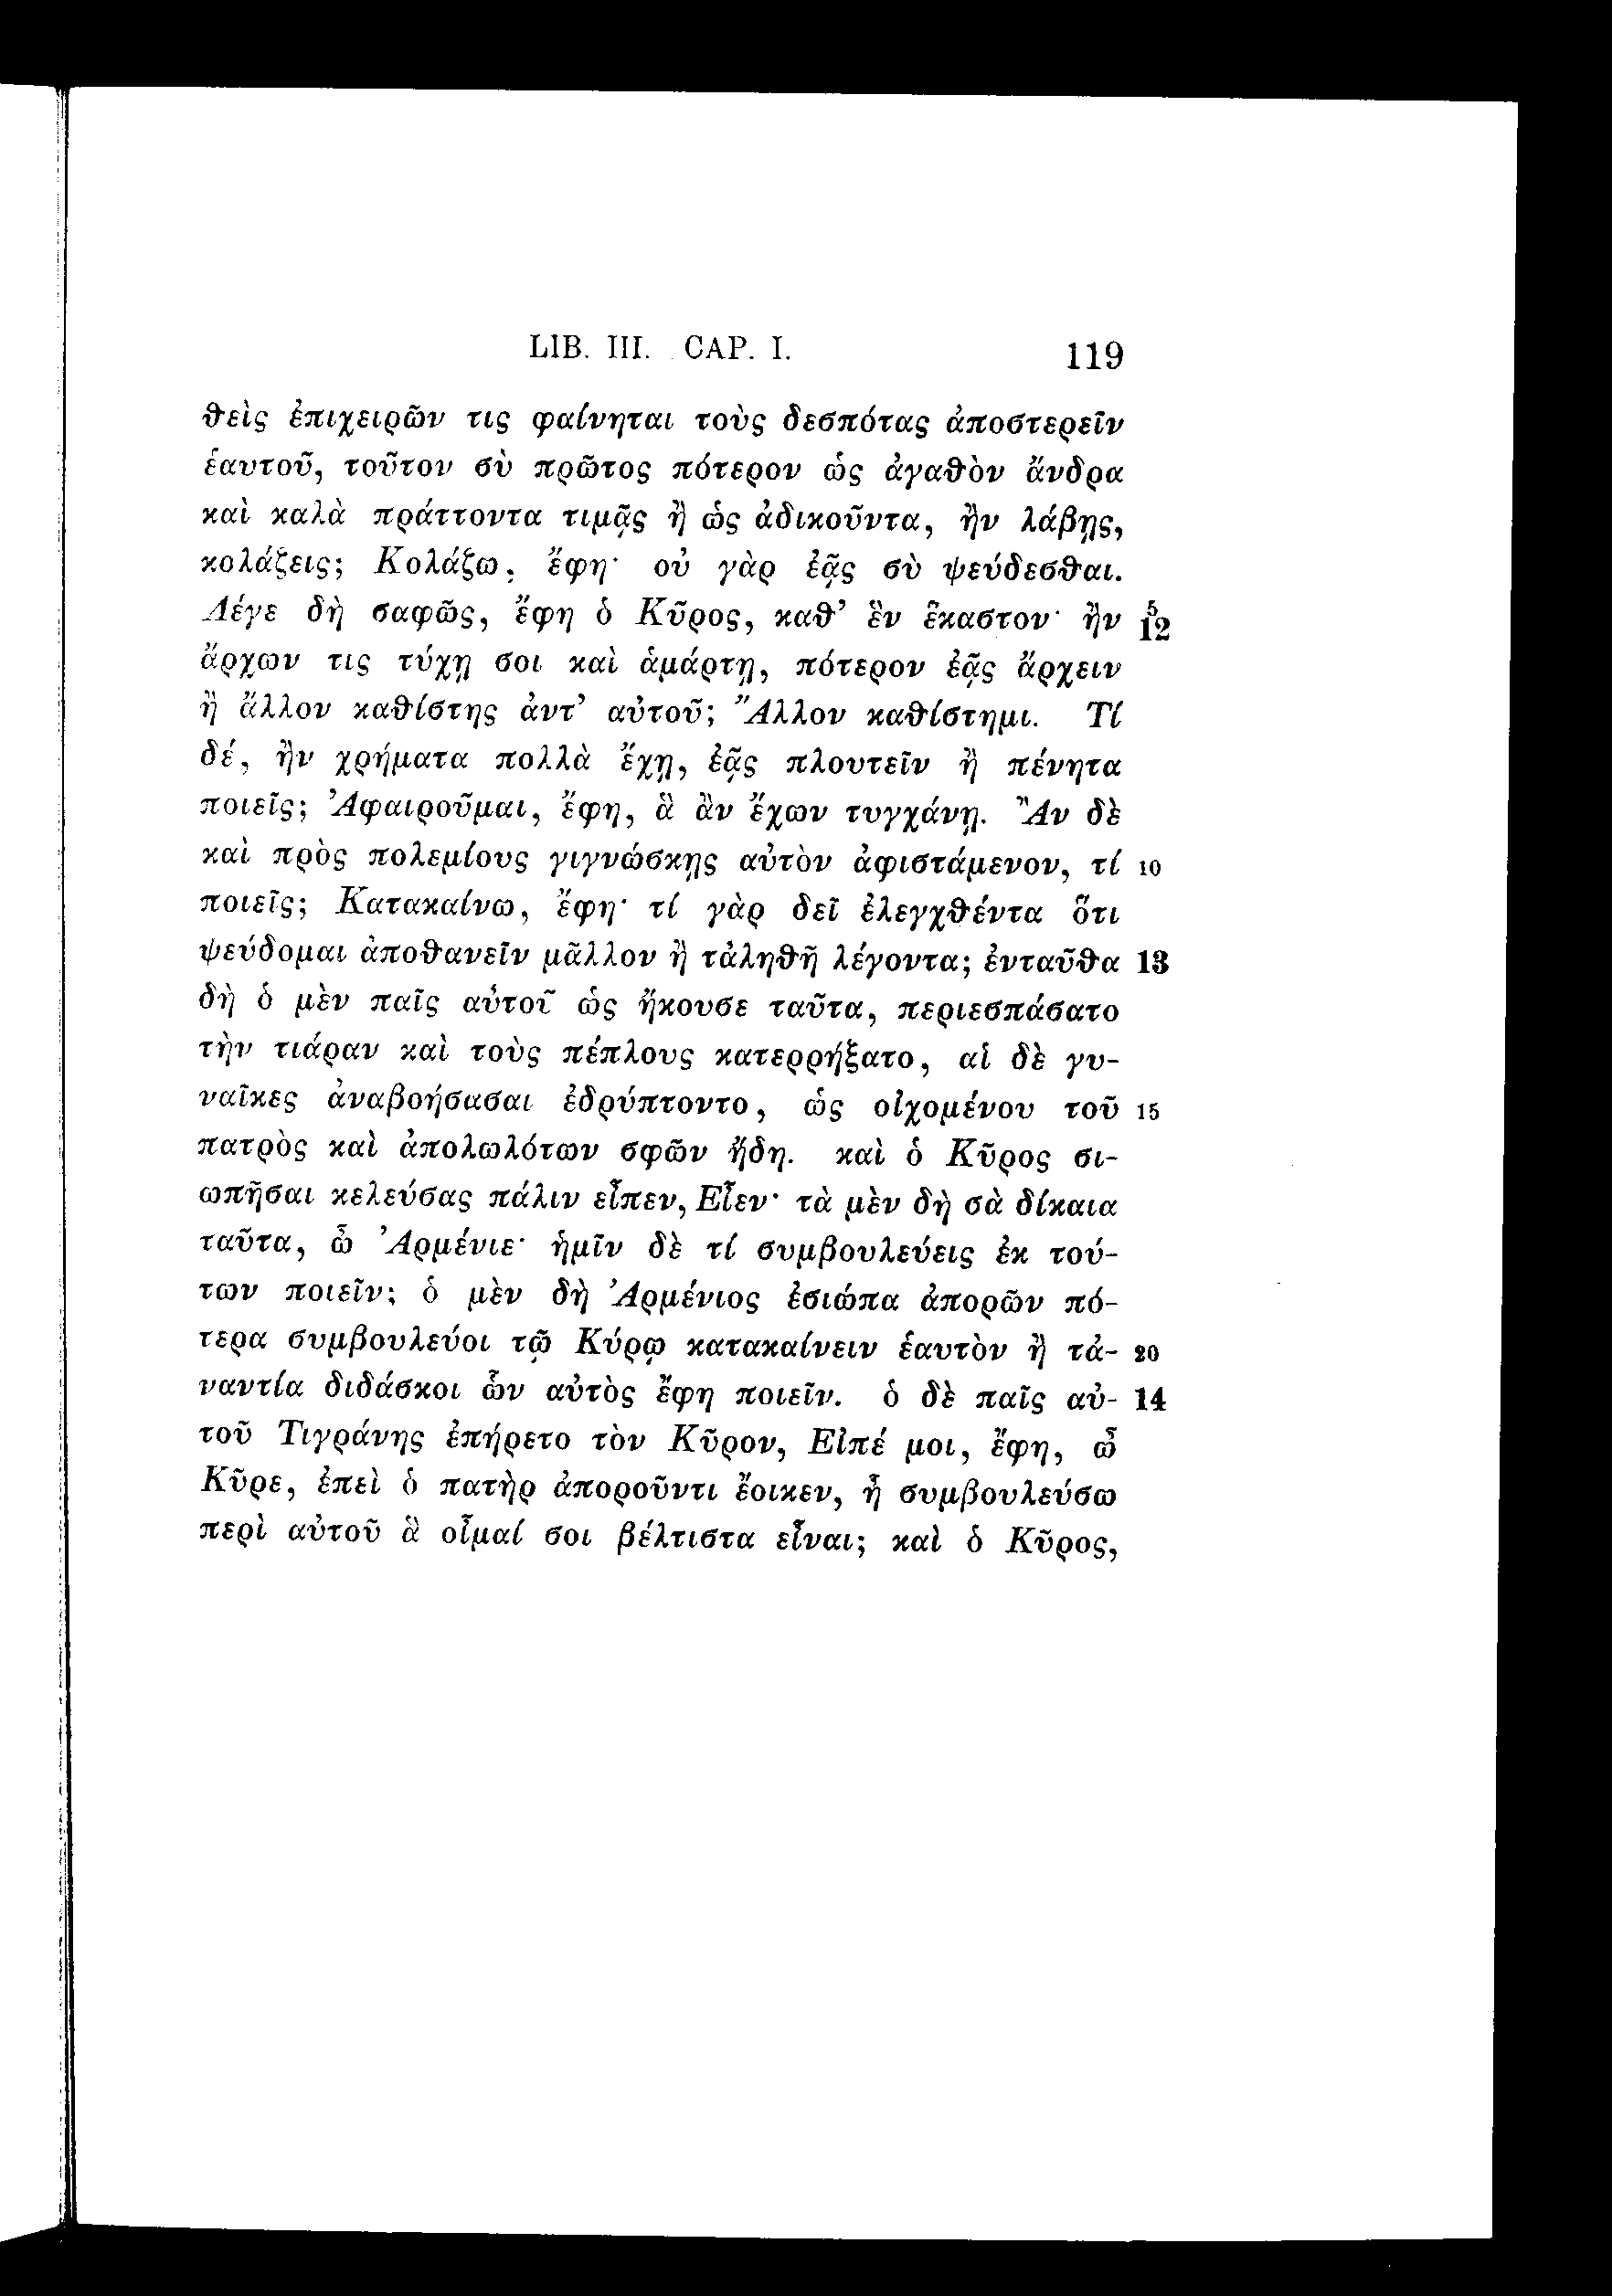 LIB. III. CAP. I. 119
θεὶς ἐπιχειρῶν τις φαίνηται τοὺς δεσπότας ἀποστερεῖν
ἑαυτοῦ, τοῦτον σὺ πρῶτος πότερον ὡς ἀγαθὸν ἄνδρα
καὶ καλὰ πράττοντα τιμᾷς ἢ ὡς ἀδικοῦντα, ἢν λάβῃς,
κολάζεις; Κολάζω, ἔφη· οὐ γὰρ ἐᾷς σὺ ψεύδεσθαι.
Λέγε δὴ σαφῶς, ἔφη ὁ Κῦρος, καθ’ ἓν ἕκαστον· ἢν 5 12
ἄρχων τις τύχῃ σοι καὶ ἁμάρτῃ, πότερον ἐᾷς ἄρχειν
ἢ ἄλλον καθίστης ἀντ’ αὐτοῦ; Ἄλλον καθίστημι. Τί
δέ, ἢν χρήματα πολλὰ ἔχῃ, ἐᾷς πλουτεῖν ἢ πένητα
ποιεῖς; Ἀφαιροῦμαι, ἔφη, ἃ ἂν ἔχων τυγχάνῃ. Ἂν δὲ
καὶ πρὸς πολεμίους γιγνώσκῃς αὐτὸν ἀφιστάμενον, τί 10
ποιεῖς; Κατακαίνω, ἔφη· τί γὰρ δεῖ ἐλεγχθέντα ὅτι
ψεύδομαι ἀποθανεῖν μᾶλλον ἢ τἀληθῆ λέγοντα; ἐνταῦθα 13
δὴ ὁ μὲν παῖς αὐτοῦ ὡς ἤκουσε ταῦτα, περιεσπάσατο
τὴν τιάραν καὶ τοὺς πέπλους κατερρήξατο, αἱ δὲ γυ-
ναῖκες ἀναβοήσασαι ἐδρύπτοντο, ὡς οἰχομένου τοῦ 15
πατρὸς καὶ ἀπολωλότων σφῶν ἤδη. καὶ ὁ Κῦρος σι-
ωπῆσαι κελεύσας πάλιν εἶπεν, Εἶεν· τὰ μὲν δὴ σὰ δίκαια
ταῦτα, ὦ Ἀρμένιε· ἡμῖν δὲ τί συμβουλεύεις ἐκ τού-
των ποιεῖν; ὁ μὲν δὴ Ἀρμένιος ἐσιώπα ἀπορῶν πό-
τερα συμβουλεύοι τῷ Κύρῳ κατακαίνειν ἑαυτὸν ἢ τἀ- 20
ναντία διδάσκοι ὧν αὐτὸς ἔφη ποιεῖν. ὁ δὲ παῖς αὐ- 14
τοῦ Τιγράνης ἐπήρετο τὸν Κῦρον, Εἰπέ μοι, ἔφη, ὦ
Κῦρε, ἐπεὶ ὁ πατὴρ ἀποροῦντι ἔοικεν, ἦ συμβουλεύσω
περὶ αὐτοῦ ἃ οἶμαί σοι βέλτιστα εἶναι; καὶ ὁ Κῦρος,